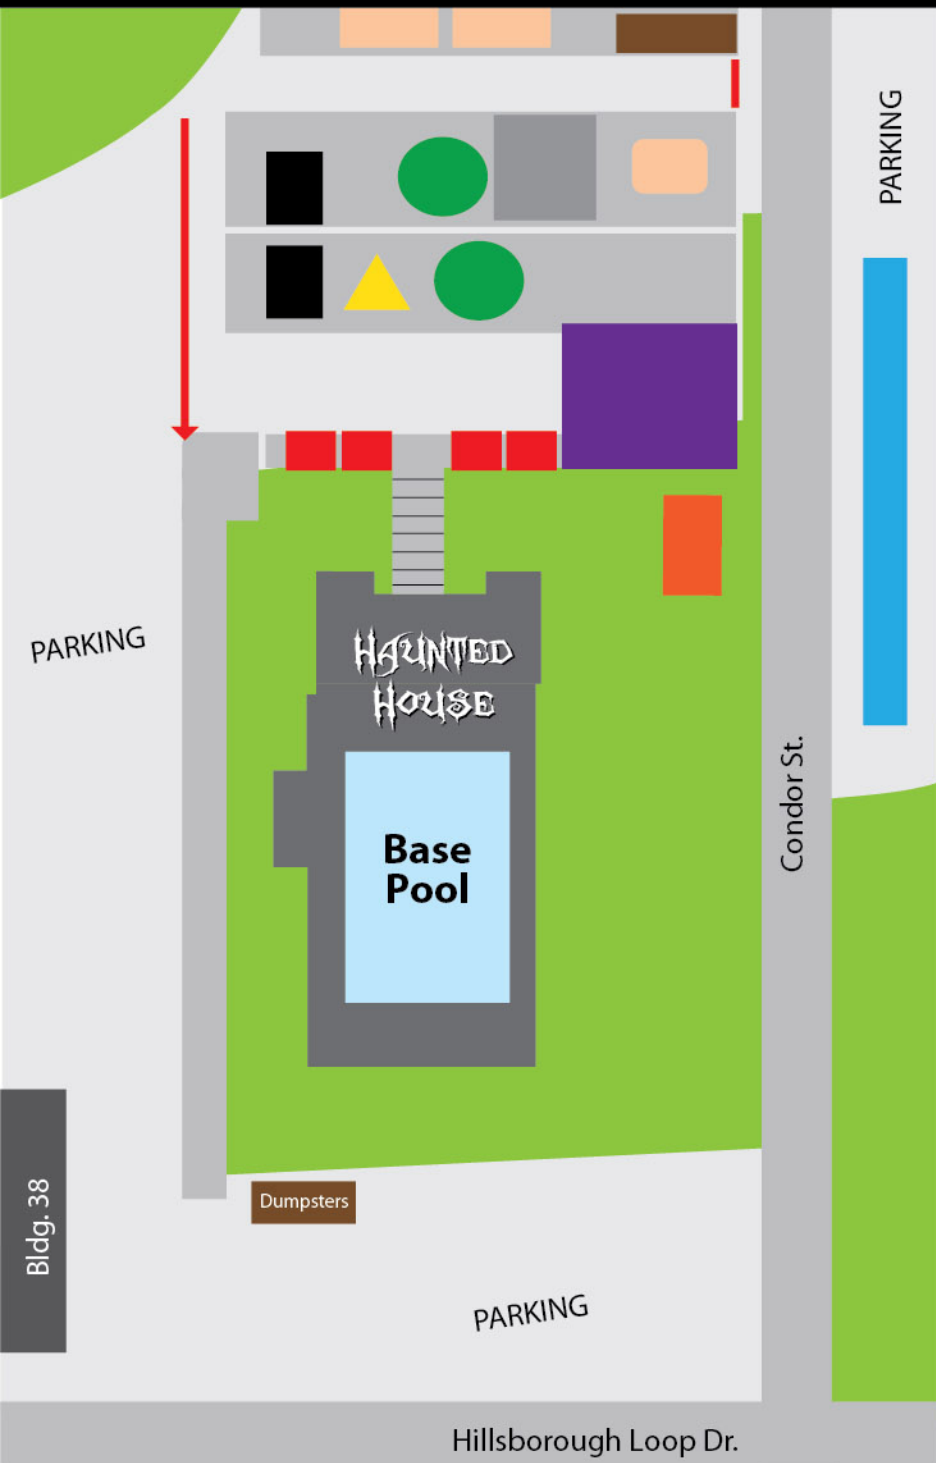 PARKING
PARKING
HAUNTED
HOUSE
Base
Pool
Condor St.
Bldg. 38
Dumpsters
PARKING
Hillsborough Loop Dr.